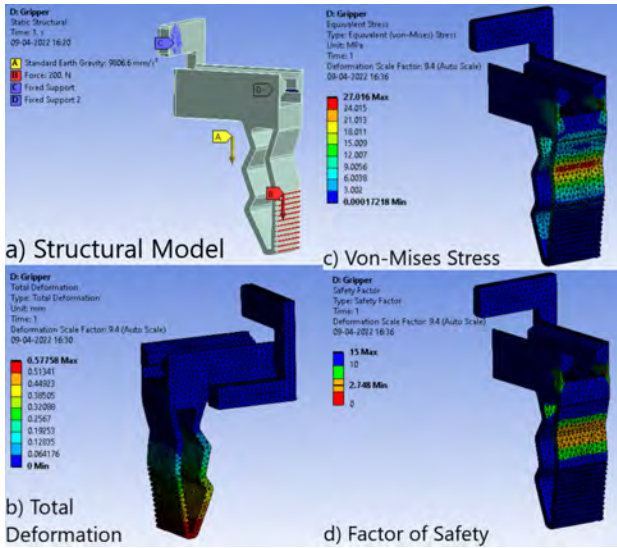 D: Gripper
Static Structural
Time: 1. s
09-04-2022 16:20
A Standard Earth Gravity: 9806.6 mm/s²
B Force: 200. N
C Fixed Support
D Fixed Support 2
C
D
A
B
a) Structural Model
D: Gripper
Equivalent Stress
Type: Equivalent (von-Mises) Stress
Unit: MPa
Time: 1
Deformation Scale Factor: 9.4 (Auto Scale)
09-04-2022 16:36
27.016 Max
24.015
21.013
18.011
15.009
12.007
9.0056
6.0038
3.002
0.00017218 Min
c) Von-Mises Stress
D: Gripper
Total Deformation
Type: Total Deformation
Unit: mm
Time: 1
Deformation Scale Factor: 9.4 (Auto Scale)
09-04-2022 16:30
0.57758 Max
0.51341
0.44923
0.38505
0.32098
0.2567
0.19253
0.12835
0.064176
0 Min
b) Total
Deformation
D: Gripper
Safety Factor
Type: Safety Factor
Time: 1
Deformation Scale Factor: 9.4 (Auto Scale)
09-04-2022 16:36
15 Max
10
2.748 Min
0
d) Factor of Safety